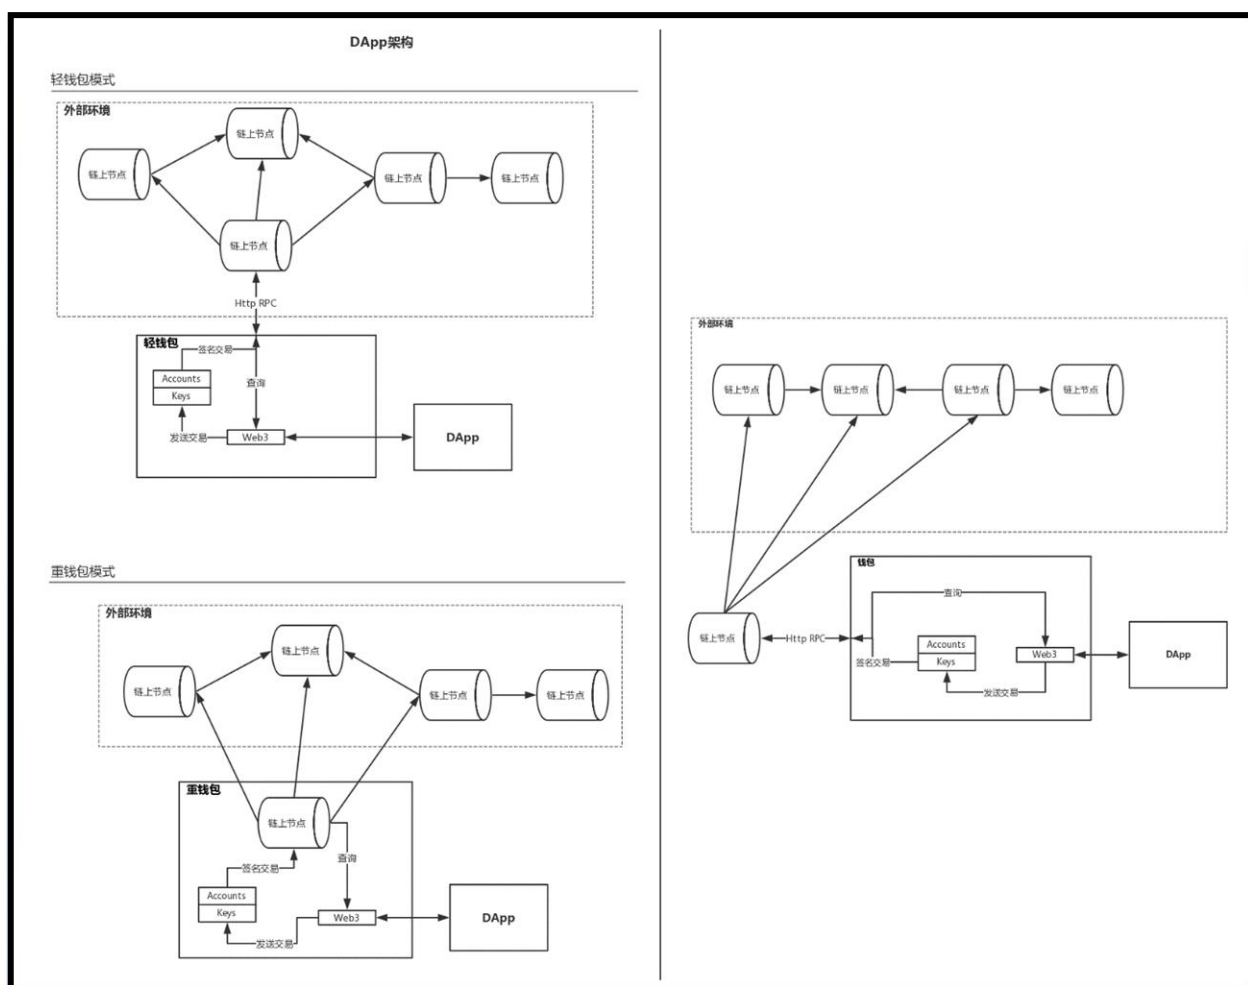 DApp架构
轻钱包模式
外部环境
链上节点
链上节点
链上节点
链上节点
链上节点
Http RPC
轻钱包
签名交易
Accounts
Keys
查询
发送交易
Web3
DApp
重钱包模式
外部环境
链上节点
链上节点
链上节点
链上节点
重钱包
链上节点
查询
签名交易
Accounts
Keys
Web3
发送交易
DApp
外部环境
链上节点
链上节点
链上节点
链上节点
钱包
查询
链上节点
Http RPC
签名交易
Accounts
Keys
Web3
DApp
发送交易